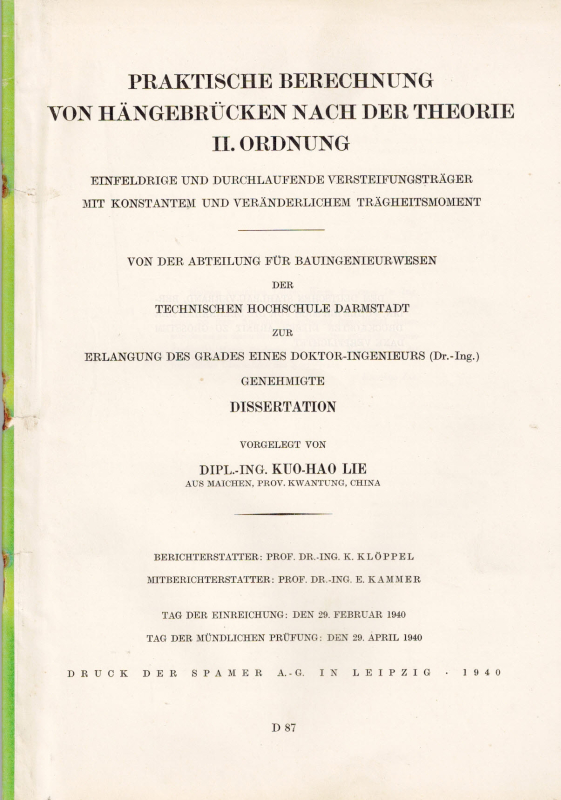 PRAKTISCHE BERECHNUNG
VON HÄNGEBRÜCKEN NACH DER THEORIE
II. ORDNUNG
EINFELDRIGE UND DURCHLAUFENDE VERSTEIFUNGSTRÄGER
MIT KONSTANTEM UND VERÄNDERLICHEM TRÄGHEITSMOMENT
VON DER ABTEILUNG FÜR BAUINGENIEURWESEN
DER
TECHNISCHEN HOCHSCHULE DARMSTADT
ZUR
ERLANGUNG DES GRADES EINES DOKTOR-INGENIEURS (Dr.-Ing.)
GENEHMIGTE
DISSERTATION
VORGELEGT VON
DIPL.-ING. KUO-HAO LIE
AUS MAICHEN, PROV. KWANTUNG, CHINA
BERICHTERSTATTER: PROF. DR.-ING. K. KLÖPPEL
MITBERICHTERSTATTER: PROF. DR.-ING. E. KAMMER
TAG DER EINREICHUNG: DEN 29. FEBRUAR 1940
TAG DER MÜNDLICHEN PRÜFUNG: DEN 29. APRIL 1940
DRUCK DER SPAMER A.-G. IN LEIPZIG · 1940
D 87